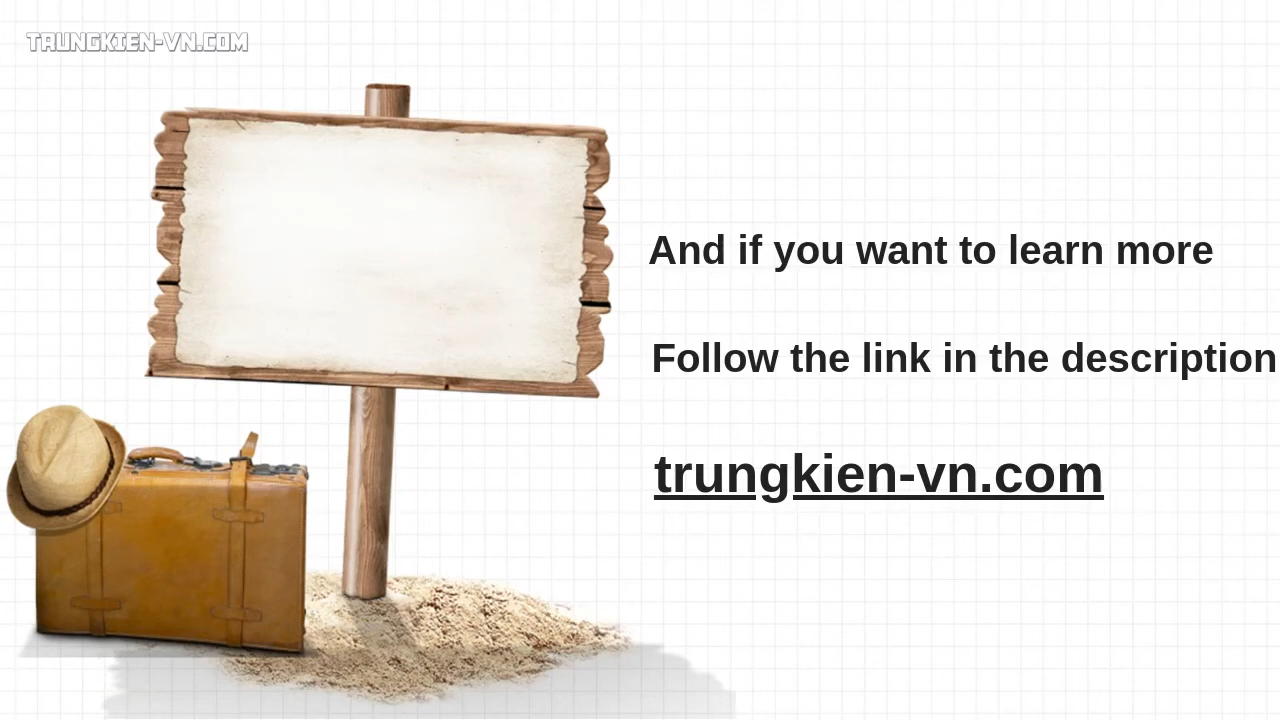 TRUNGKIEN-VN.COM
And if you want to learn more
Follow the link in the description
trungkien-vn.com